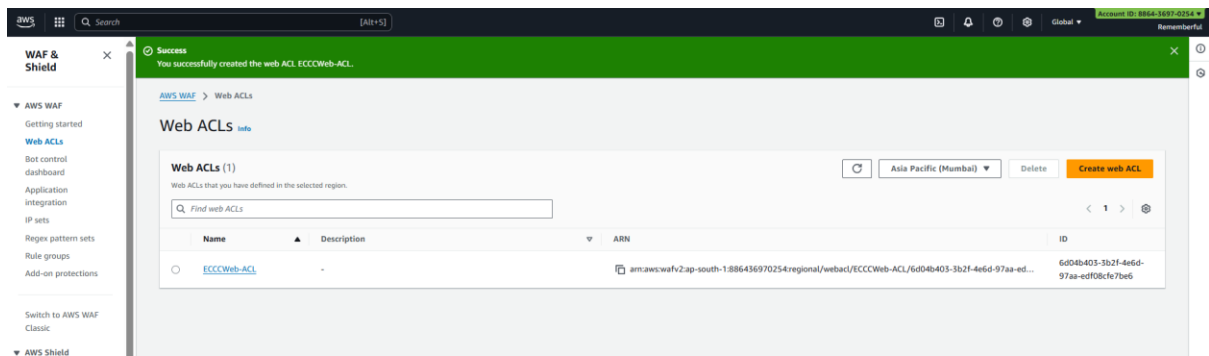 aws
Search
[Alt+S]
Global
Account ID: 8864-3697-0254
Rememberful
WAF &
Shield
AWS WAF
Getting started
Web ACLs
Bot control
dashboard
Application
integration
IP sets
Regex pattern sets
Rule groups
Add-on protections
Switch to AWS WAF
Classic
AWS Shield
Success
You successfully created the web ACL ECCCWeb-ACL.
AWS WAF > Web ACLs
Web ACLs Info
Web ACLs (1)
Web ACLs that you have defined in the selected region.
Asia Pacific (Mumbai)
Delete
Create web ACL
Find web ACLs
1
Name Description ARN ID
ECCCWeb-ACL - arn:aws:wafv2:ap-south-1:886436970254:regional/webacl/ECCCWeb-ACL/6d04b403-3b2f-4e6d-97aa-ed... 6d04b403-3b2f-4e6d-
97aa-edf08cfe7be6